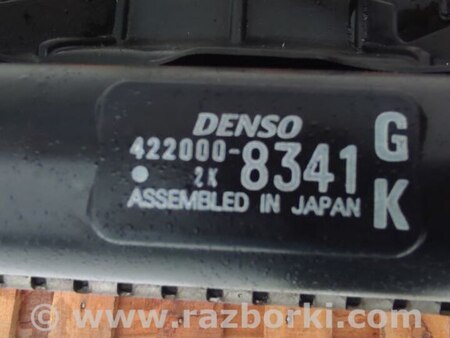 DENSO
422000-8341 G
2K
ASSEMBLED IN JAPAN K
www.razborki.com